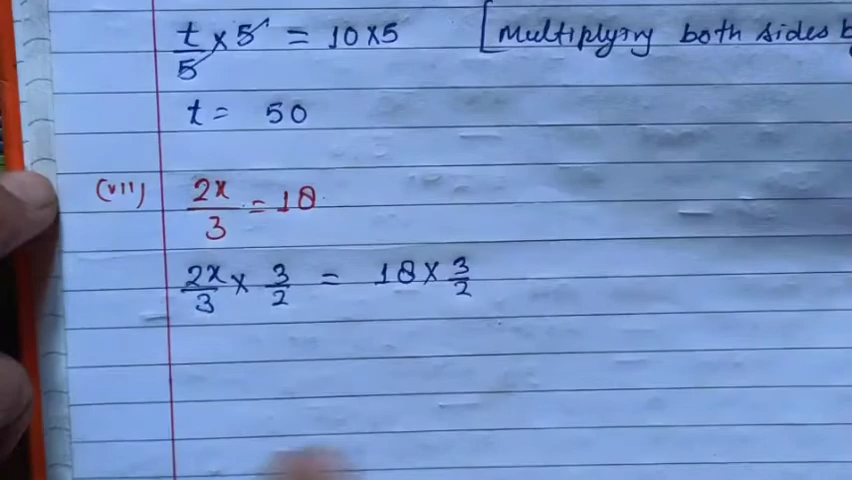 t/5 × 5 = 10×5 [Multiplying both sides
t = 50
(vii) 2x/3 = 18
2x/3 × 3/2 = 18 × 3/2